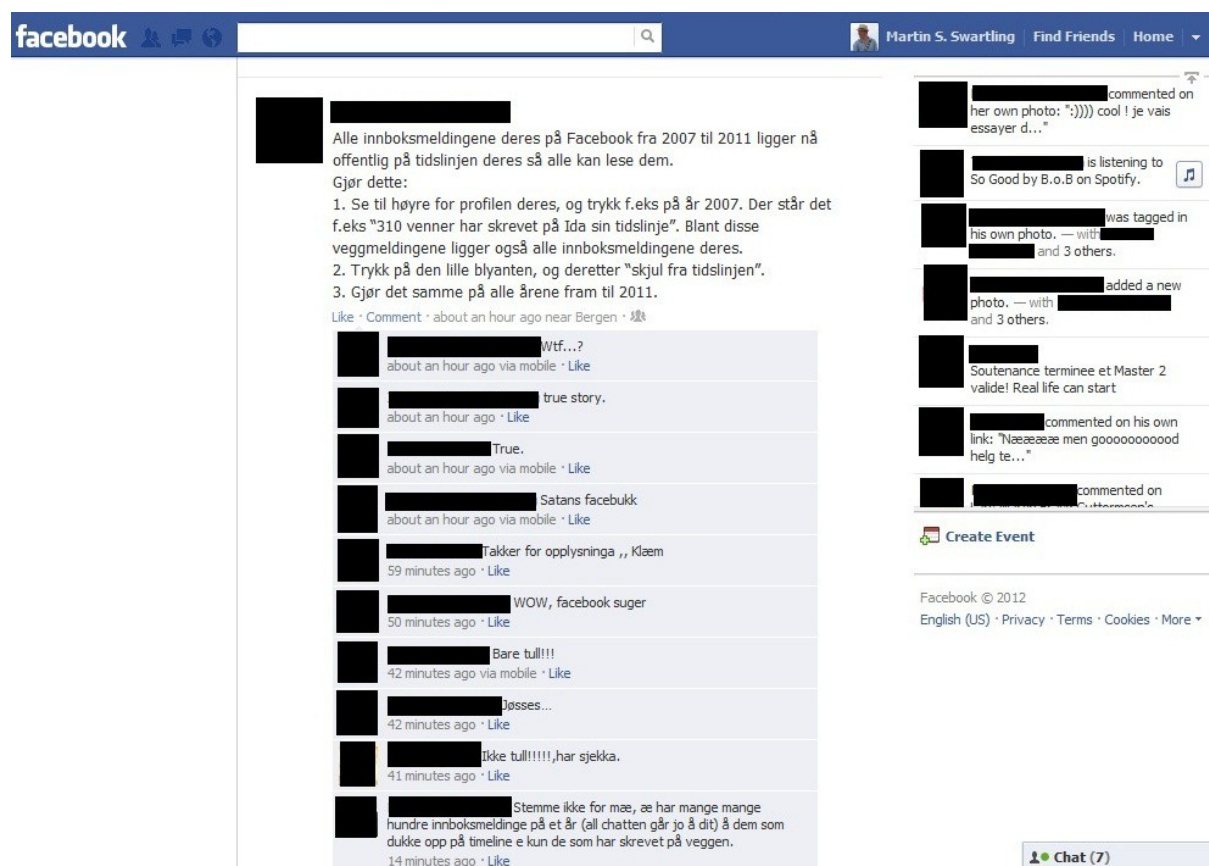 facebook
Martin S. Swartling Find Friends Home
Alle innboksmeldingene deres på Facebook fra 2007 til 2011 ligger nå
offentlig på tidslinjen deres så alle kan lese dem.
Gjør dette:
1. Se til høyre for profilen deres, og trykk f.eks på år 2007. Der står det
f.eks “310 venner har skrevet på Ida sin tidslinje”. Blant disse
veggmeldingene ligger også alle innboksmeldingene deres.
2. Trykk på den lille blyanten, og deretter “skjul fra tidslinjen”.
3. Gjør det samme på alle årene fram til 2011.
Like · Comment · about an hour ago near Bergen ·
Wtf...?
about an hour ago via mobile · Like
true story.
about an hour ago · Like
True.
about an hour ago via mobile · Like
Satans facebukk
about an hour ago via mobile · Like
Takker for opplysninga ,, Klæm
59 minutes ago · Like
WOW, facebook suger
50 minutes ago · Like
Bare tull!!!
42 minutes ago via mobile · Like
Jøsses...
42 minutes ago · Like
Ikke tull!!!!!,har sjekka.
41 minutes ago · Like
Stemme ikke for mæ, æ har mange mange
hundre innboksmeldinge på et år (all chatten går jo å dit) å dem som
dukke opp på timeline e kun de som har skrevet på veggen.
14 minutes ago · Like
commented on
her own photo: ":)))) cool ! je vais
essayer d..."
is listening to
So Good by B.o.B on Spotify.
was tagged in
his own photo. — with
and 3 others.
added a new
photo. — with
and 3 others.
Soutenance terminee et Master 2
valide! Real life can start
commented on his own
link: "Næææææ men gooooooooood
helg te..."
commented on
Create Event
Facebook © 2012
English (US) · Privacy · Terms · Cookies · More
Chat (7)